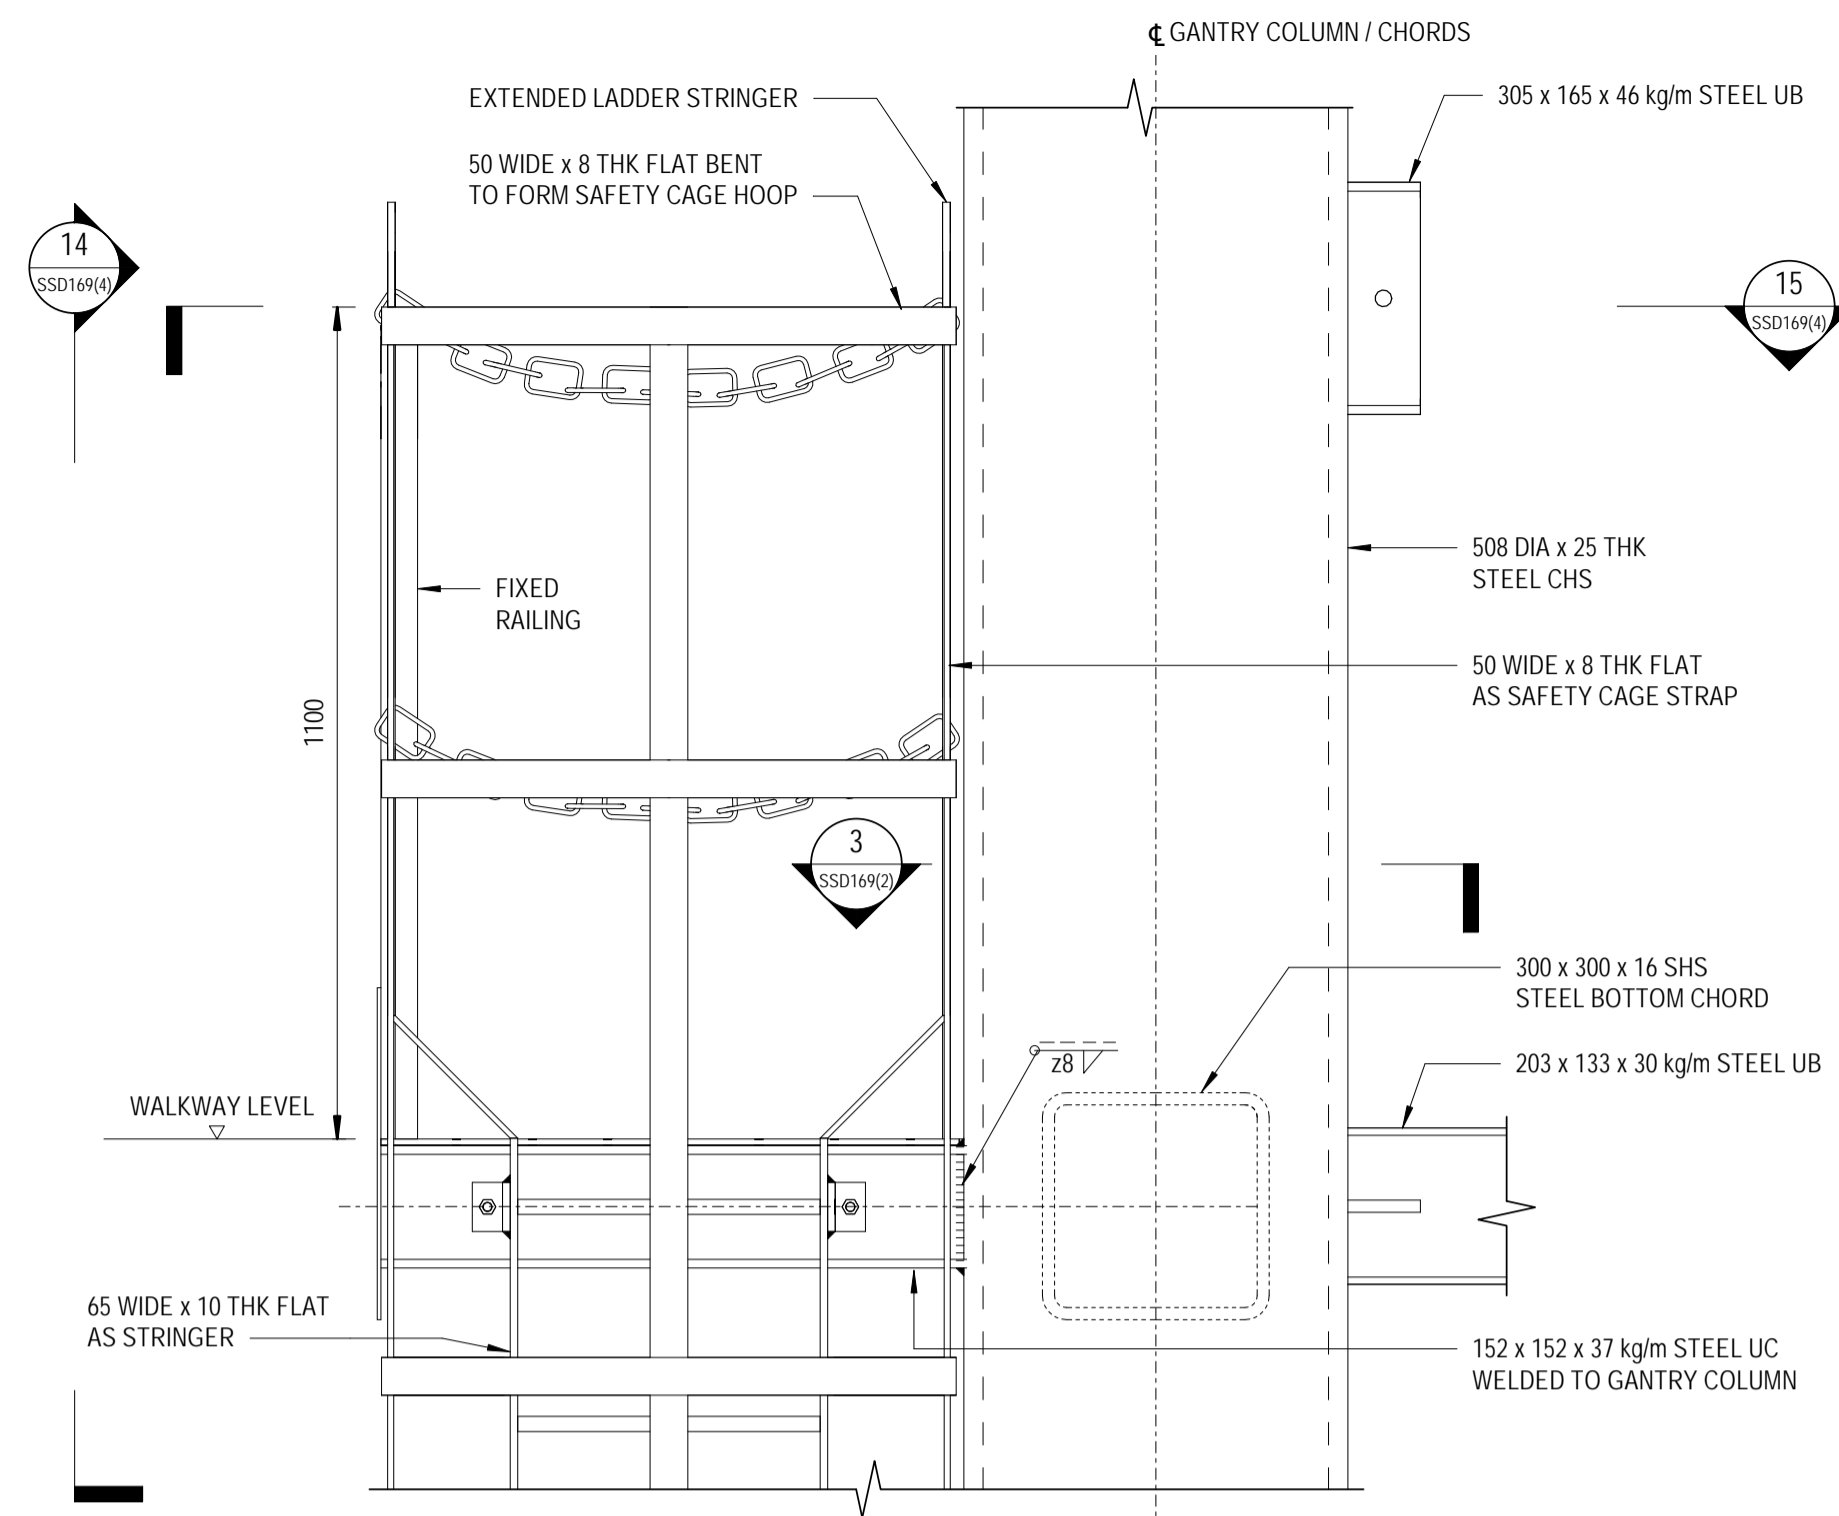 ℄ GANTRY COLUMN / CHORDS
EXTENDED LADDER STRINGER
305 x 165 x 46 kg/m STEEL UB
50 WIDE x 8 THK FLAT BENT
TO FORM SAFETY CAGE HOOP
14
SSD169(4)
15
SSD169(4)
508 DIA x 25 THK
STEEL CHS
FIXED
RAILING
50 WIDE x 8 THK FLAT
AS SAFETY CAGE STRAP
1100
3
SSD169(2)
300 x 300 x 16 SHS
STEEL BOTTOM CHORD
z8
203 x 133 x 30 kg/m STEEL UB
WALKWAY LEVEL
65 WIDE x 10 THK FLAT
AS STRINGER
152 x 152 x 37 kg/m STEEL UC
WELDED TO GANTRY COLUMN